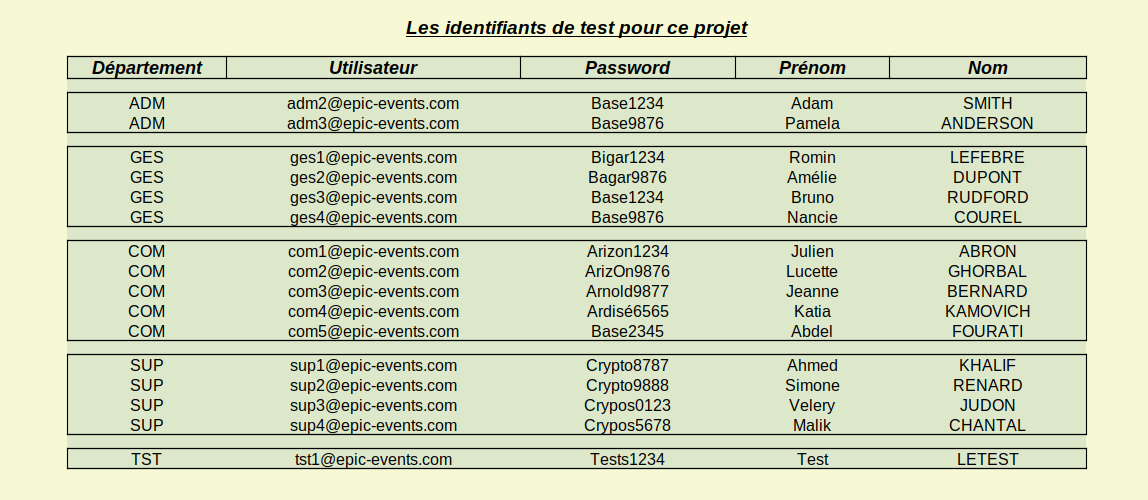 Les identifiants de test pour ce projet
Département Utilisateur Password Prénom Nom
ADM adm2@epic-events.com Base1234 Adam SMITH
ADM adm3@epic-events.com Base9876 Pamela ANDERSON
GES ges1@epic-events.com Bigar1234 Romin LEFEBRE
GES ges2@epic-events.com Bagar9876 Amélie DUPONT
GES ges3@epic-events.com Base1234 Bruno RUDFORD
GES ges4@epic-events.com Base9876 Nancie COUREL
COM com1@epic-events.com Arizon1234 Julien ABRON
COM com2@epic-events.com ArizOn9876 Lucette GHORBAL
COM com3@epic-events.com Arnold9877 Jeanne BERNARD
COM com4@epic-events.com Ardisé6565 Katia KAMOVICH
COM com5@epic-events.com Base2345 Abdel FOURATI
SUP sup1@epic-events.com Crypto8787 Ahmed KHALIF
SUP sup2@epic-events.com Crypto9888 Simone RENARD
SUP sup3@epic-events.com Crypos0123 Velery JUDON
SUP sup4@epic-events.com Crypos5678 Malik CHANTAL
TST tst1@epic-events.com Tests1234 Test LETEST